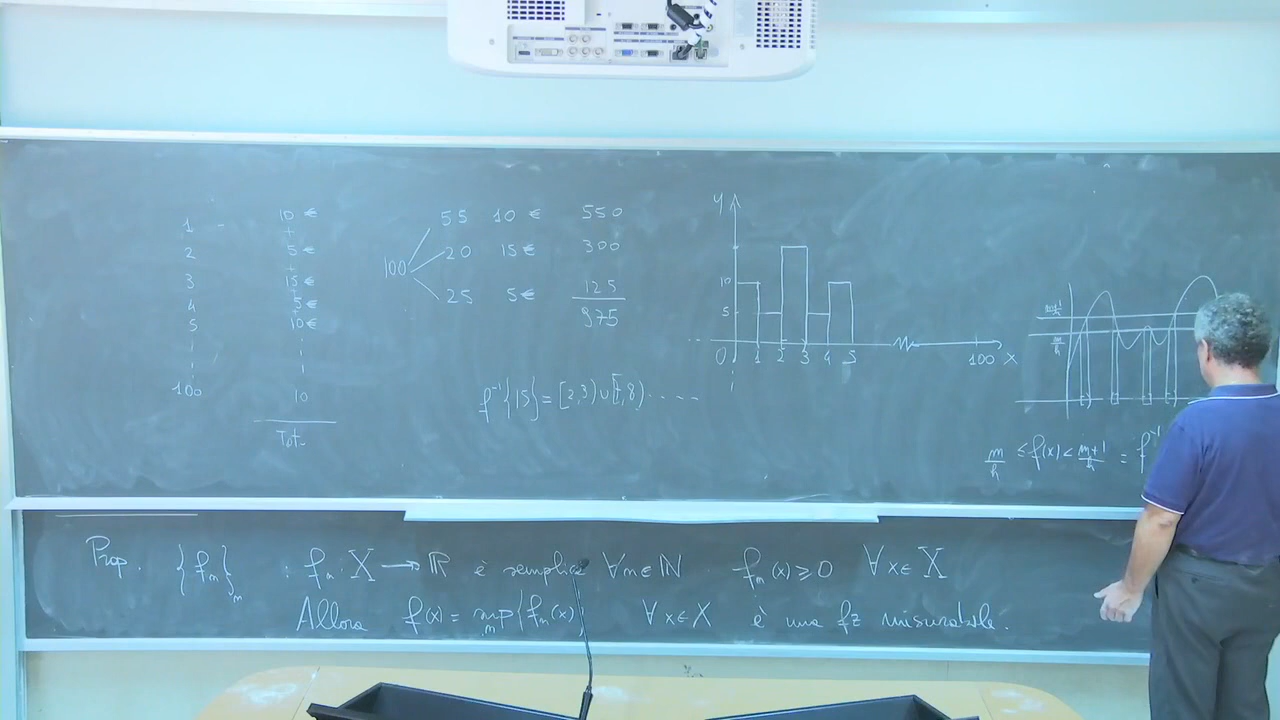 1 10 €
+
2 5 €
+
3 15 €
+
4 5 €
5 10 €
100 10
Tot.
100
55 10 € 550
20 15 € 300
25 5 € 125
975
f⁻¹{15} = [2,3) ∪ [7,8) ....
y
10
5
0 1 2 3 4 5 100 x
m+1/h
m/h
m/h ≤ f(x) < m+1/h = f⁻¹
Prop. {fₙ}ₙ : fₙ: X → ℝ è semplice ∀n∈ℕ fₙ(x) ≥ 0 ∀x∈X
Allora f(x) = sup{fₙ(x)} ∀x∈X è una fz misurabile.